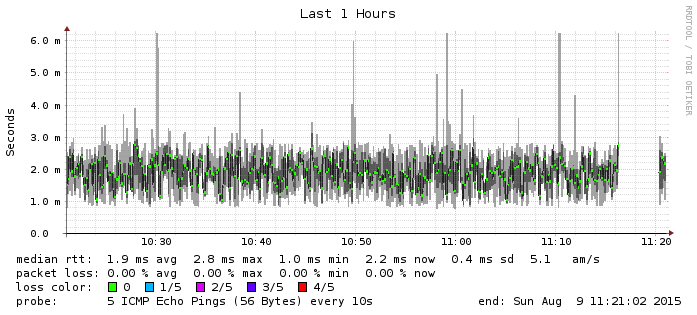 Last 1 Hours
RRDTOOL / TOBI OETIKER
Seconds
6.0 m
5.0 m
4.0 m
3.0 m
2.0 m
1.0 m
0.0
10:30 10:40 10:50 11:00 11:10 11:20
median rtt: 1.9 ms avg 2.8 ms max 1.0 ms min 2.2 ms now 0.4 ms sd 5.1 am/s
packet loss: 0.00 % avg 0.00 % max 0.00 % min 0.00 % now
loss color: 0 1/5 2/5 3/5 4/5
probe: 5 ICMP Echo Pings (56 Bytes) every 10s end: Sun Aug 9 11:21:02 2015